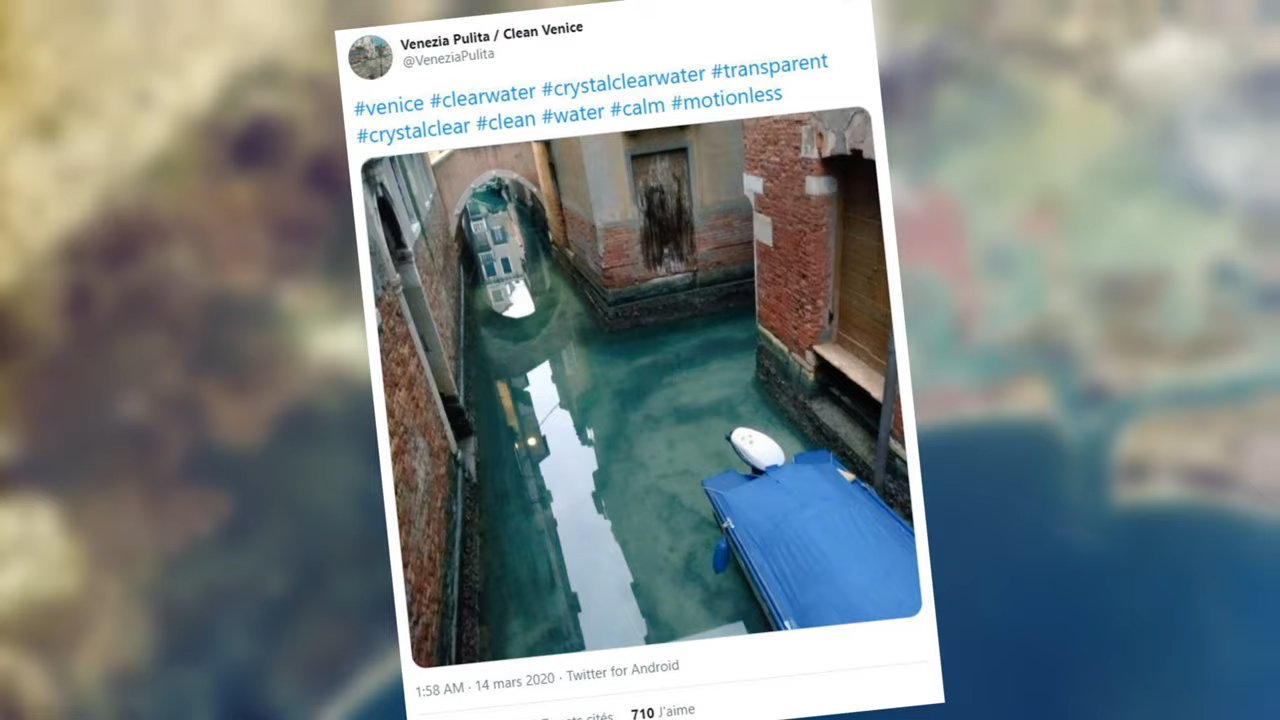 Venezia Pulita / Clean Venice
@VeneziaPulita
#venice #clearwater #crystalclearwater #transparent
#crystalclear #clean #water #calm #motionless
1:58 AM · 14 mars 2020 · Twitter for Android
cités 710 J'aime